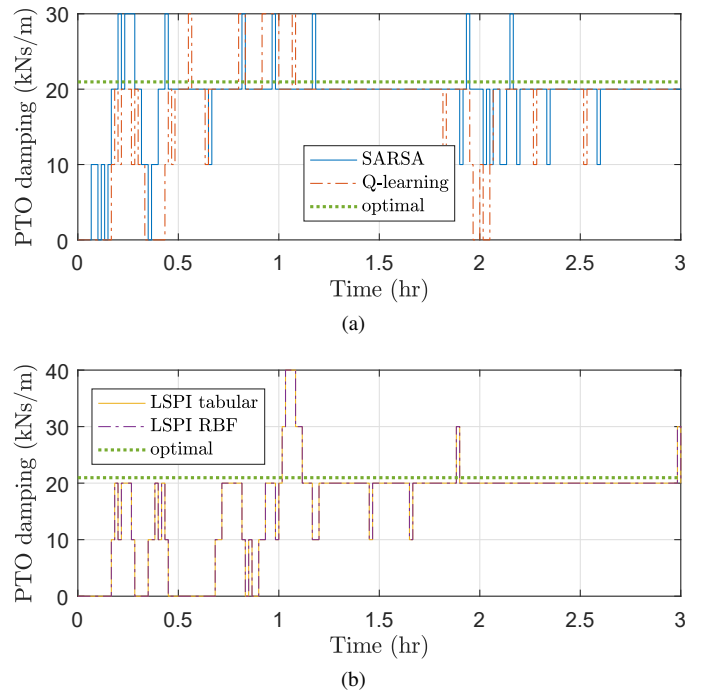 PTO damping (kNs/m)
30
20
10
0
SARSA
Q-learning
optimal
0 0.5 1 1.5 2 2.5 3
Time (hr)
(a)
PTO damping (kNs/m)
40
30
20
10
0
LSPI tabular
LSPI RBF
optimal
0 0.5 1 1.5 2 2.5 3
Time (hr)
(b)